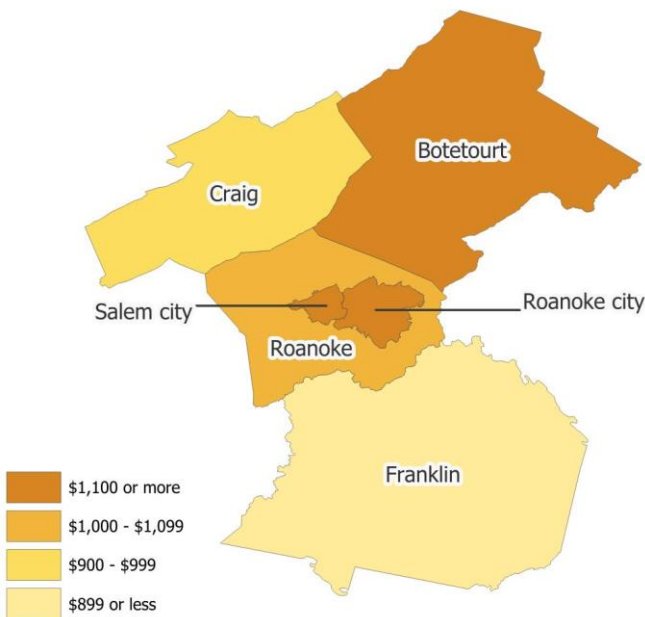 Botetourt
Craig
Salem city
Roanoke city
Roanoke
Franklin
$1,100 or more
$1,000 - $1,099
$900 - $999
$899 or less